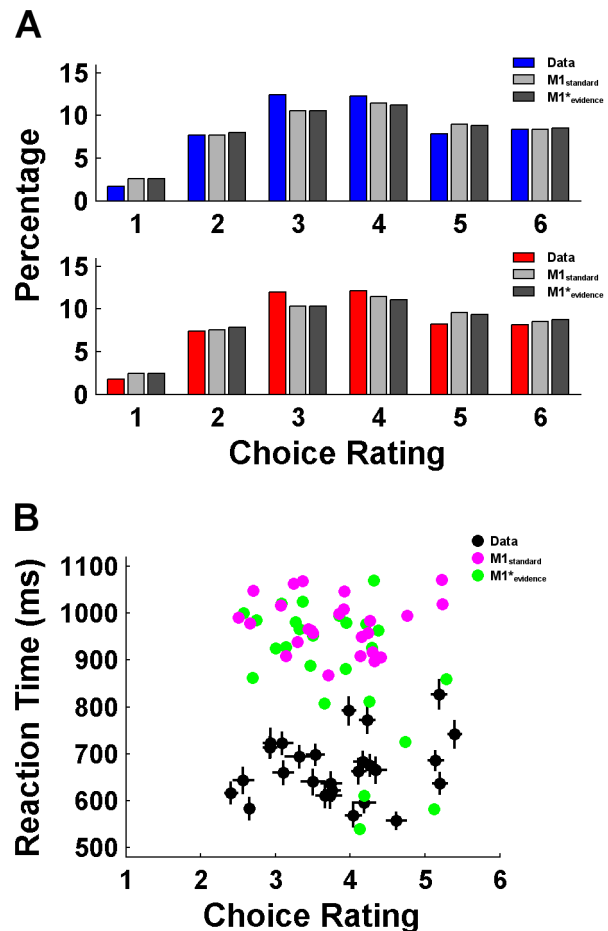 A
Percentage
15
10
5
0
1 2 3 4 5 6
Data
M1standard
M1*evidence
15
10
5
0
1 2 3 4 5 6
Data
M1standard
M1*evidence
Choice Rating
B
Reaction Time (ms)
1100
1000
900
800
700
600
500
1 2 3 4 5 6
Data
M1standard
M1*evidence
Choice Rating